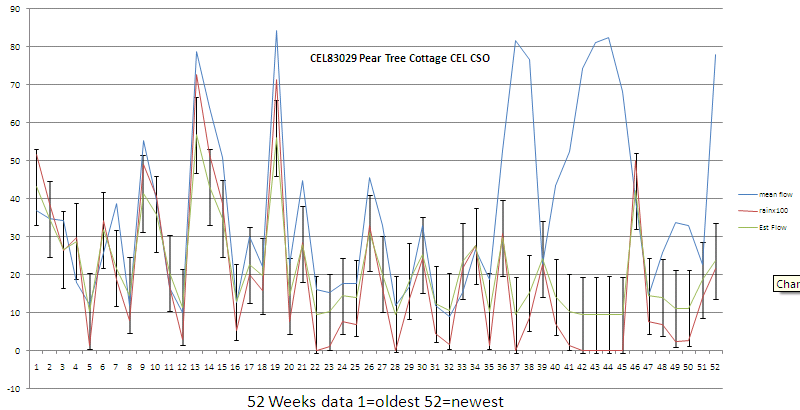 90
CEL83029 Pear Tree Cottage CEL CSO
80
70
60
50
mean flow
40
rainx100
Est Flow
30
20
Char
10
0
1 2 3 4 5 6 7 8 9 10 11 12 13 14 15 16 17 18 19 20 21 22 23 24 25 26 27 28 29 30 31 32 33 34 35 36 37 38 39 40 41 42 43 44 45 46 47 48 49 50 51 52
-10
52 Weeks data 1=oldest 52=newest